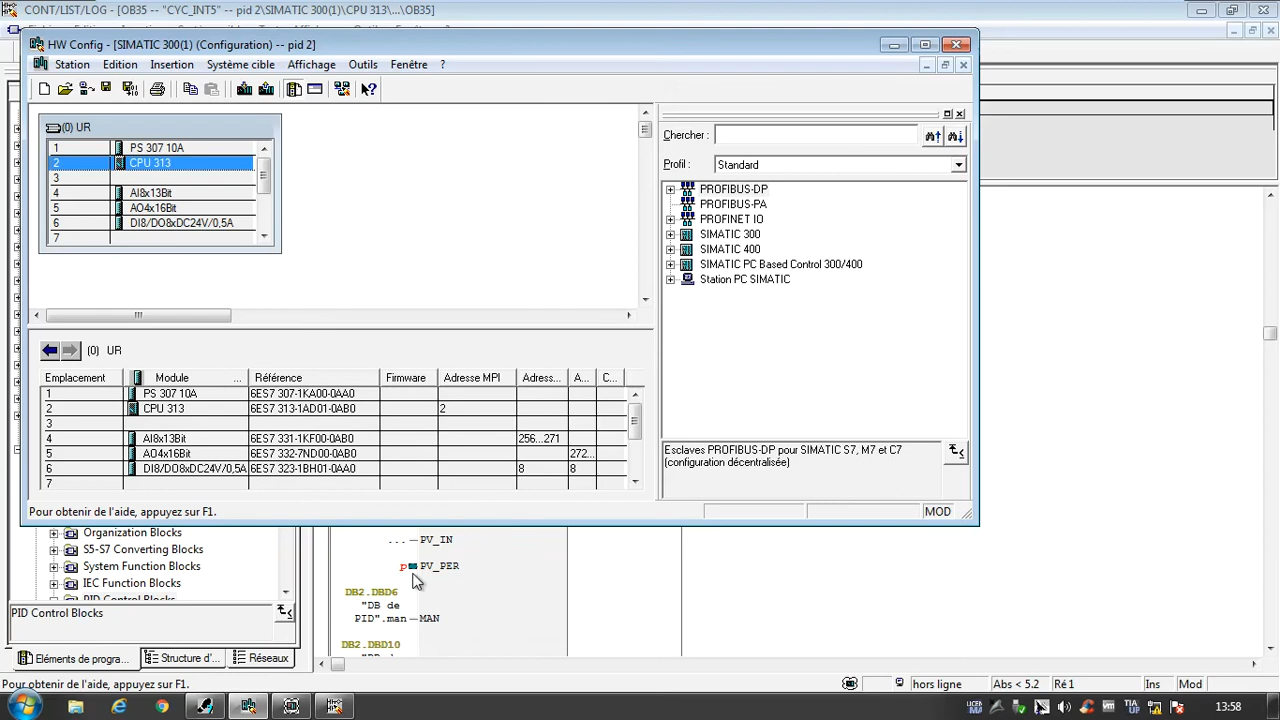 CONT/LIST/LOG - [OB35 -- "CYC_INT5" -- pid 2\SIMATIC 300(1)\CPU 313\...\OB35]
HW Config - [SIMATIC 300(1) (Configuration) -- pid 2]
Station Edition Insertion Système cible Affichage Outils Fenêtre ?
(0) UR
1 PS 307 10A
2 CPU 313
3
4 AI8x13Bit
5 AO4x16Bit
6 DI8/DO8xDC24V/0,5A
7
Chercher :
Profil : Standard
PROFIBUS-DP
PROFIBUS-PA
PROFINET IO
SIMATIC 300
SIMATIC 400
SIMATIC PC Based Control 300/400
Station PC SIMATIC
(0) UR
Emplacement Module ... Référence Firmware Adresse MPI Adress... A... C...
1 PS 307 10A 6ES7 307-1KA00-0AA0
2 CPU 313 6ES7 313-1AD01-0AB0 2
3
4 AI8x13Bit 6ES7 331-1KF00-0AB0 256...271
5 AO4x16Bit 6ES7 332-7ND00-0AB0 272...
6 DI8/DO8xDC24V/0,5A 6ES7 323-1BH01-0AA0 8 8
7
Esclaves PROFIBUS-DP pour SIMATIC S7, M7 et C7
(configuration décentralisée)
Pour obtenir de l'aide, appuyez sur F1.
MOD
Organization Blocks
S5-S7 Converting Blocks
System Function Blocks
IEC Function Blocks
PID Control Blocks
PID Control Blocks
Eléments de progra... Structure d'... Réseaux
... PV_IN
p PV_PER
DB2.DBD6
"DB de
PID".man MAN
DB2.DBD10
Pour obtenir de l'aide, appuyez sur F1.
hors ligne Abs < 5.2 Ré 1 Ins Mod
13:58